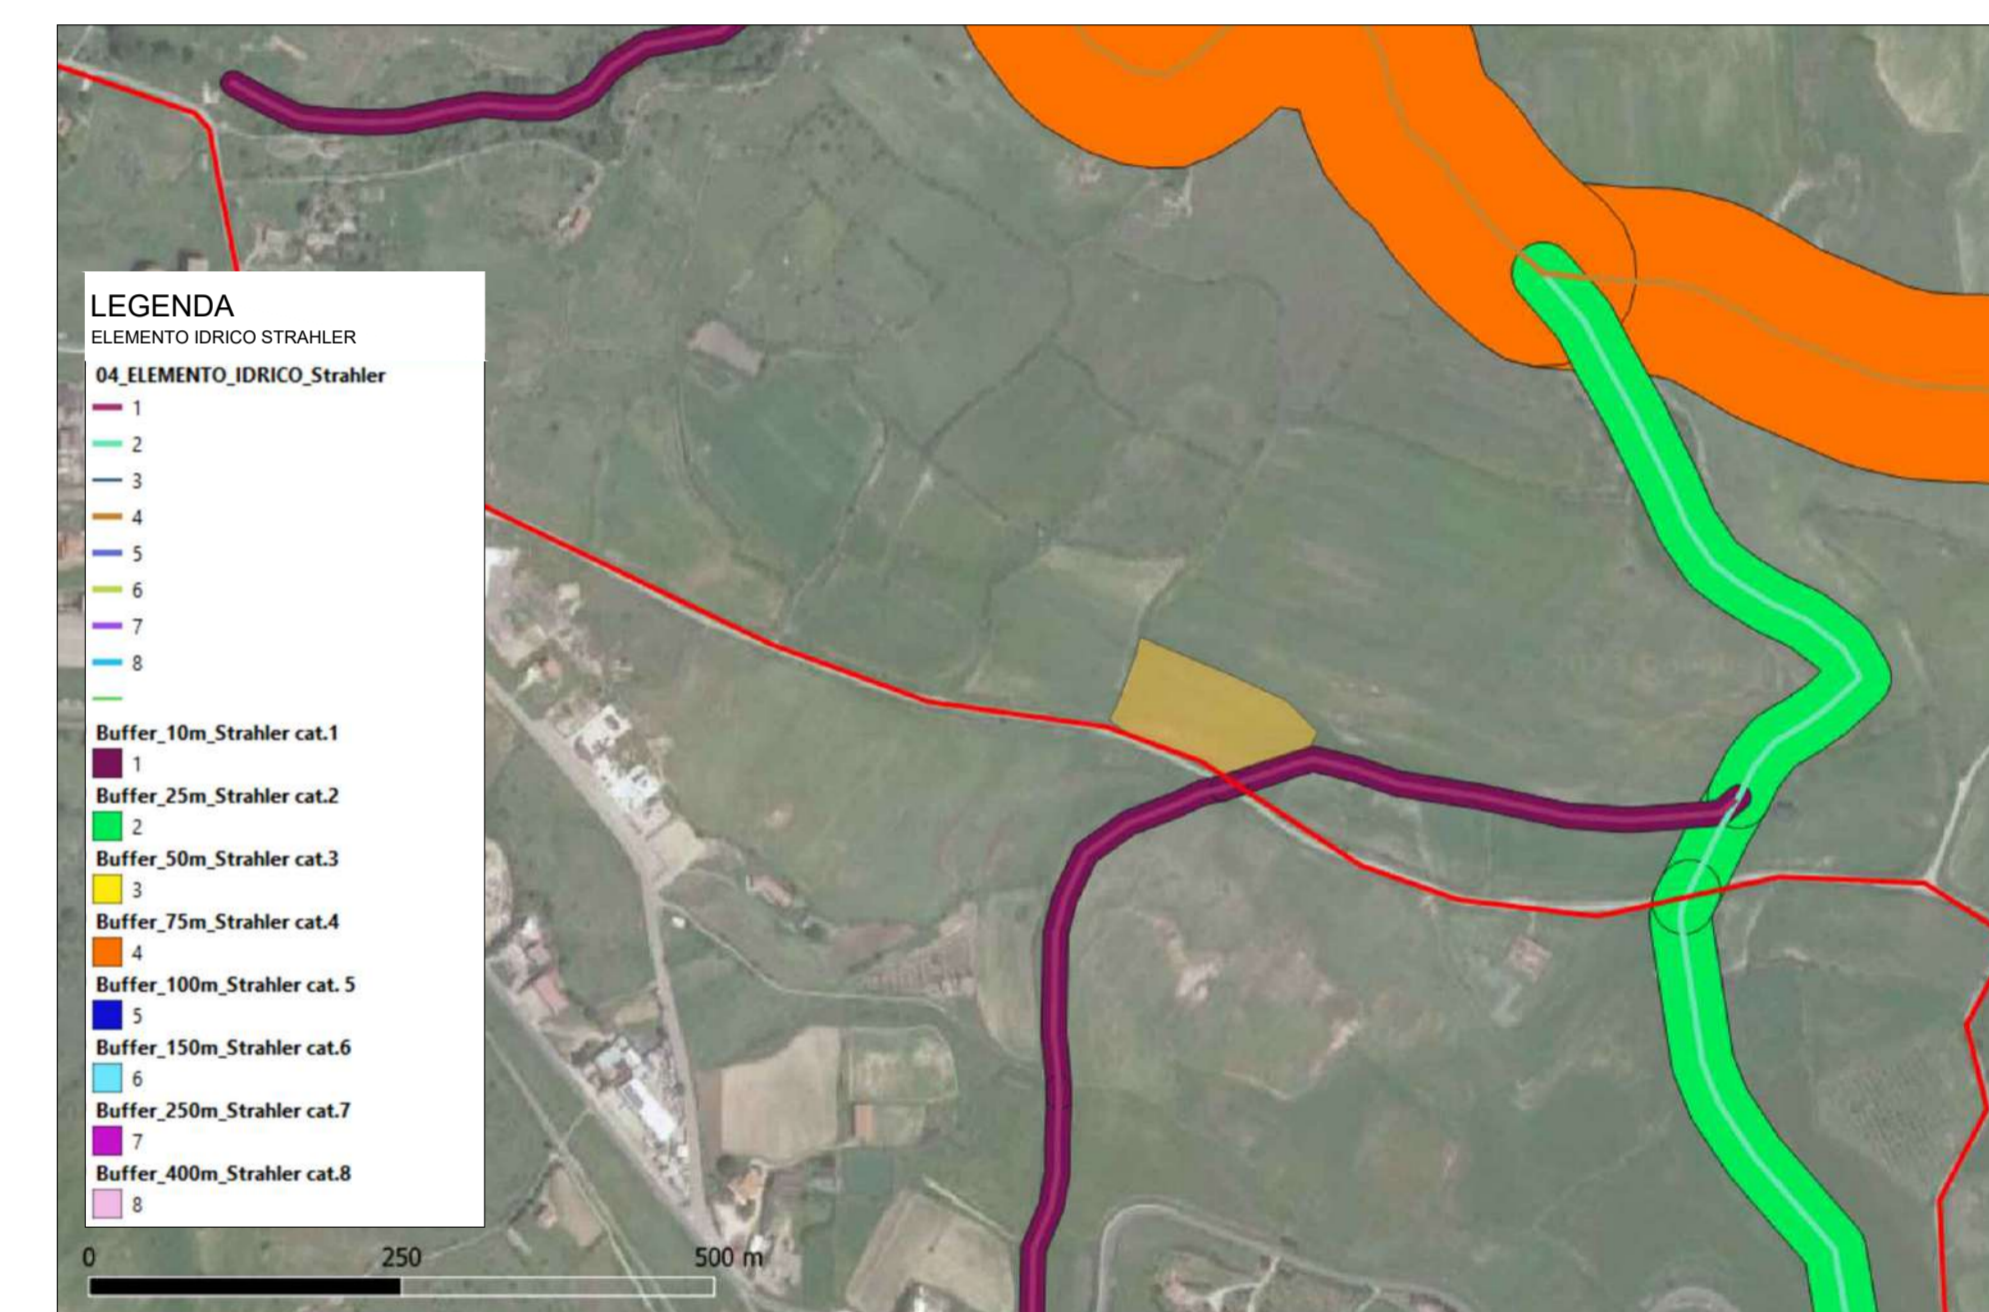 LEGENDA
ELEMENTO IDRICO STRAHLER
04_ELEMENTO_IDRICO_Strahler
1
2
3
4
5
6
7
8
Buffer_10m_Strahler cat.1
1
Buffer_25m_Strahler cat.2
2
Buffer_50m_Strahler cat.3
3
Buffer_75m_Strahler cat.4
4
Buffer_100m_Strahler cat. 5
5
Buffer_150m_Strahler cat.6
6
Buffer_250m_Strahler cat.7
7
Buffer_400m_Strahler cat.8
8
0 250 500 m